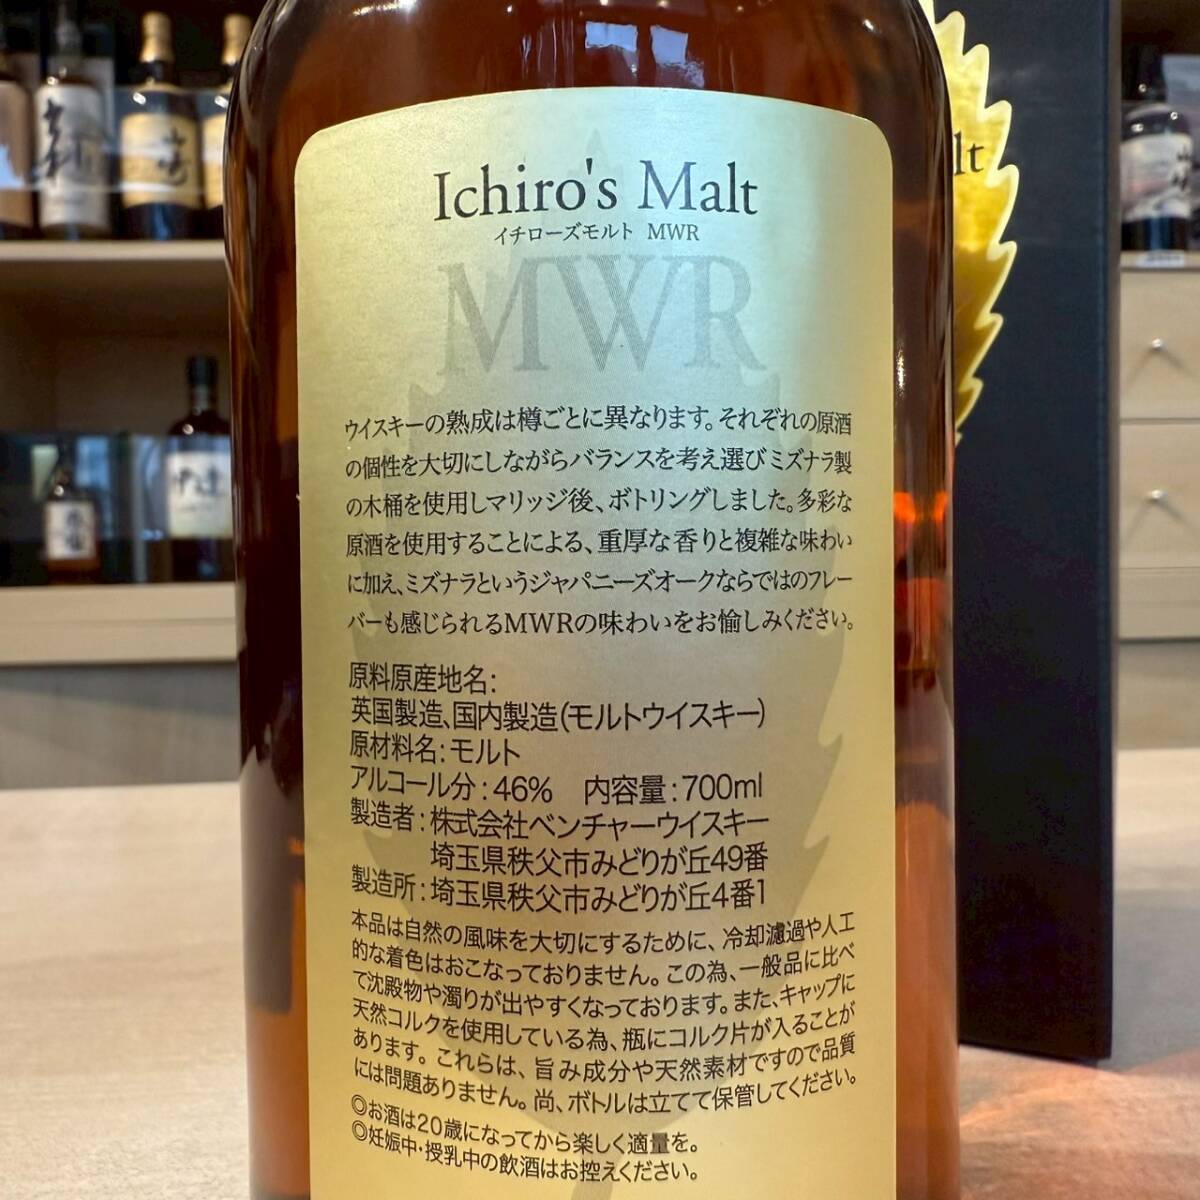 Ichiro's Malt
イチローズモルト MWR
MWR
ウイスキーの熟成は樽ごとに異なります。それぞれの原酒
の個性を大切にしながらバランスを考え選びミズナラ製
の木桶を使用しマリッジ後、ボトリングしました。多彩な
原酒を使用することによる、重厚な香りと複雑な味わい
に加え、ミズナラというジャパニーズオークならではのフレー
バーも感じられるMWRの味わいをお愉しみください。
原料原産地名:
英国製造、国内製造(モルトウイスキー)
原材料名:モルト
アルコール分:46% 内容量:700ml
製造者:株式会社ベンチャーウイスキー
埼玉県秩父市みどりが丘49番
製造所:埼玉県秩父市みどりが丘4番1
本品は自然の風味を大切にするために、冷却濾過や人工
的な着色はおこなっておりません。この為、一般品に比べ
て沈殿物や濁りが出やすくなっております。また、キャップに
天然コルクを使用している為、瓶にコルク片が入ることが
あります。これらは、旨み成分や天然素材ですので品質
には問題ありません。尚、ボトルは立てて保管してください。
◎お酒は20歳になってから楽しく適量を。
◎妊娠中・授乳中の飲酒はお控えください。
lt
山崎